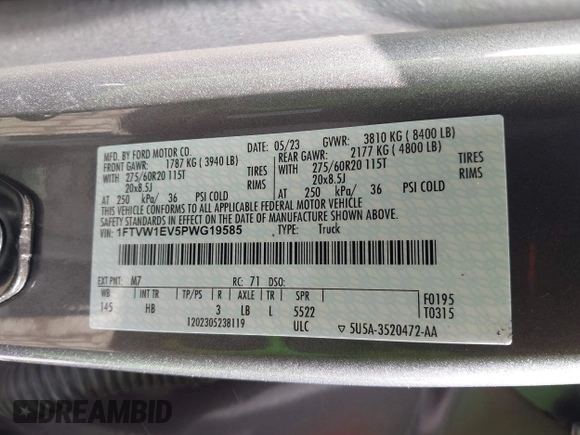 MFD. BY FORD MOTOR CO.
DATE: 05/23 GVWR: 3810 KG ( 8400 LB)
FRONT GAWR: 1787 KG ( 3940 LB)
REAR GAWR: 2177 KG ( 4800 LB)
WITH 275/60R20 115T TIRES
WITH 275/60R20 115T TIRES
20x8.5J RIMS
20x8.5J RIMS
AT 250 kPa/ 36 PSI COLD
AT 250 kPa/ 36 PSI COLD
THIS VEHICLE CONFORMS TO ALL APPLICABLE FEDERAL MOTOR VEHICLE
SAFETY STANDARDS IN EFFECT ON THE DATE OF MANUFACTURE SHOWN ABOVE.
VIN: 1FTVW1EV5PWG19585 TYPE: Truck
EXT PNT: M7 RC: 71 DSO:
WB INT TR TP/PS R AXLE TR SPR
145 HB 3 LB L 5522
F0195
T0315
1202305238119 ULC ▽ 5U5A-3520472-AA
DREAMBID